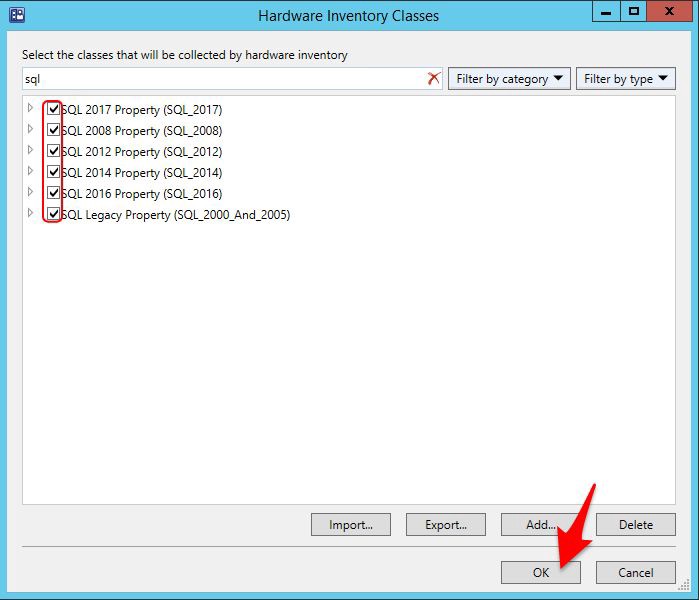 Hardware Inventory Classes
Select the classes that will be collected by hardware inventory
sql
Filter by category
Filter by type
SQL 2017 Property (SQL_2017)
SQL 2008 Property (SQL_2008)
SQL 2012 Property (SQL_2012)
SQL 2014 Property (SQL_2014)
SQL 2016 Property (SQL_2016)
SQL Legacy Property (SQL_2000_And_2005)
Import...
Export...
Add...
Delete
OK
Cancel